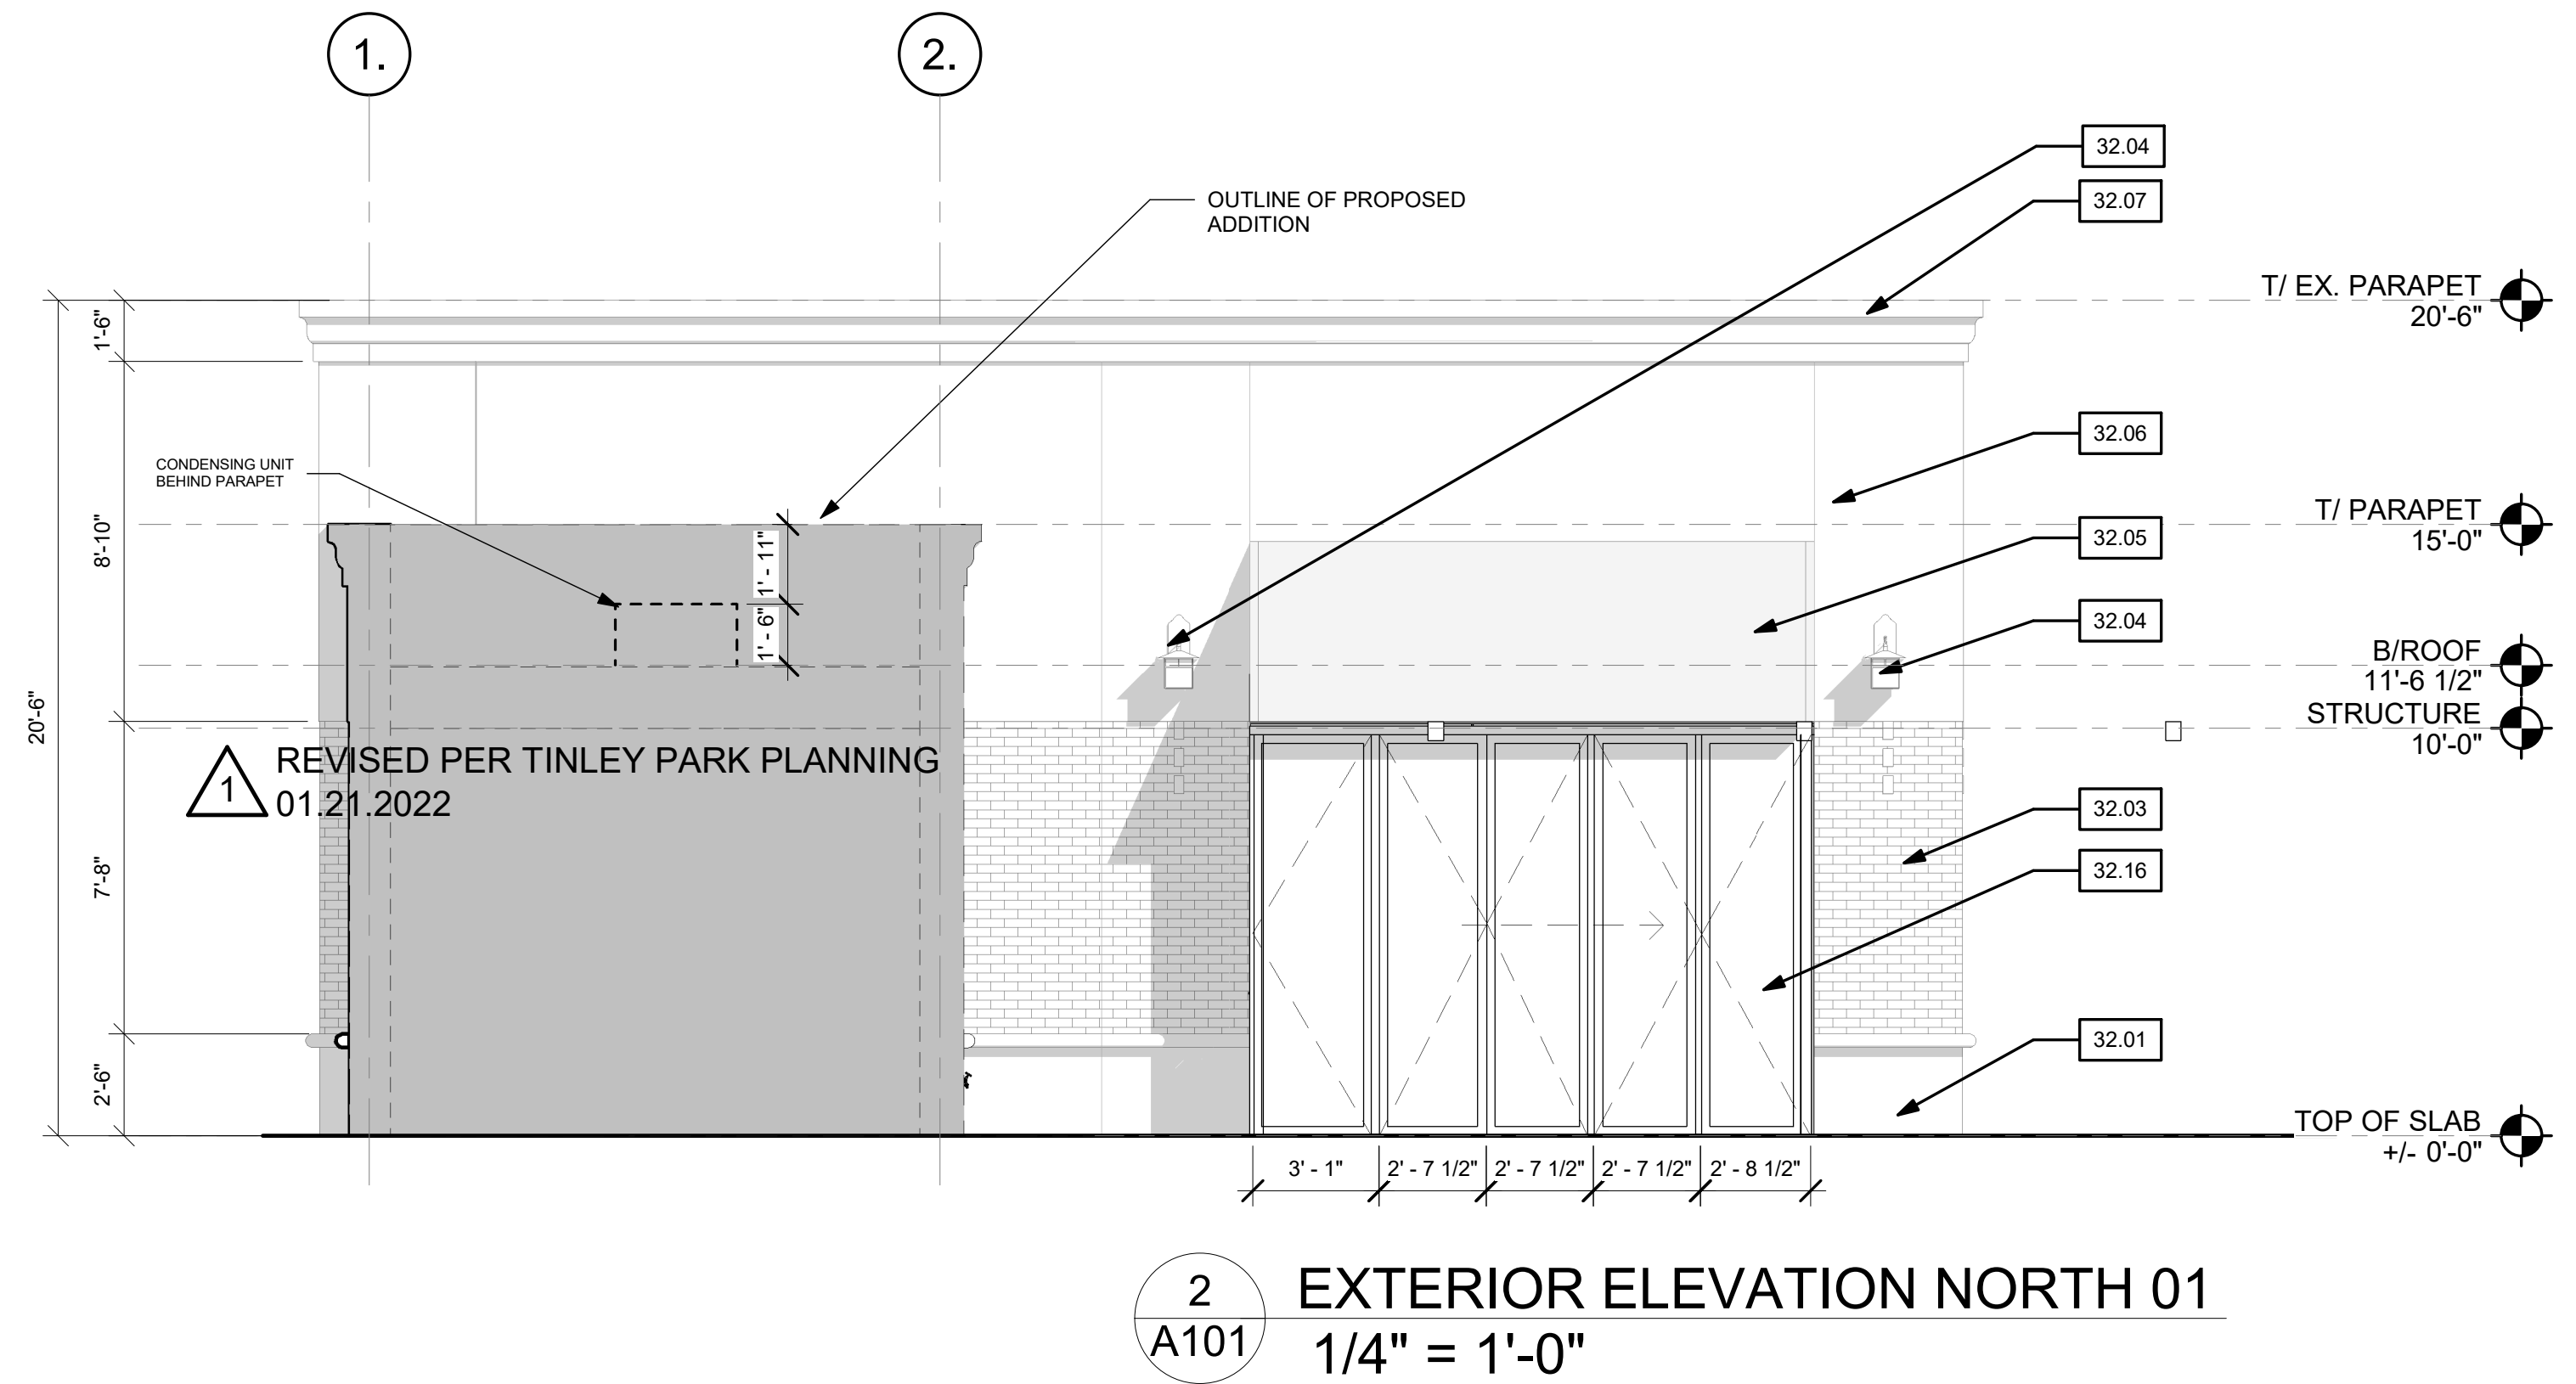 1.
2.
32.04
32.07
OUTLINE OF PROPOSED
ADDITION
T/ EX. PARAPET
20'-6"
1'-6"
32.06
CONDENSING UNIT
BEHIND PARAPET
T/ PARAPET
15'-0"
32.05
8'-10"
1' - 11"
1' - 6"
32.04
B/ROOF
11'-6 1/2"
STRUCTURE
10'-0"
20'-6"
1
REVISED PER TINLEY PARK PLANNING
01.21.2022
32.03
32.16
7'-8"
32.01
2'-6"
TOP OF SLAB
+/- 0'-0"
3' - 1"
2' - 7 1/2"
2' - 7 1/2"
2' - 7 1/2"
2' - 8 1/2"
2
A101
EXTERIOR ELEVATION NORTH 01
1/4" = 1'-0"